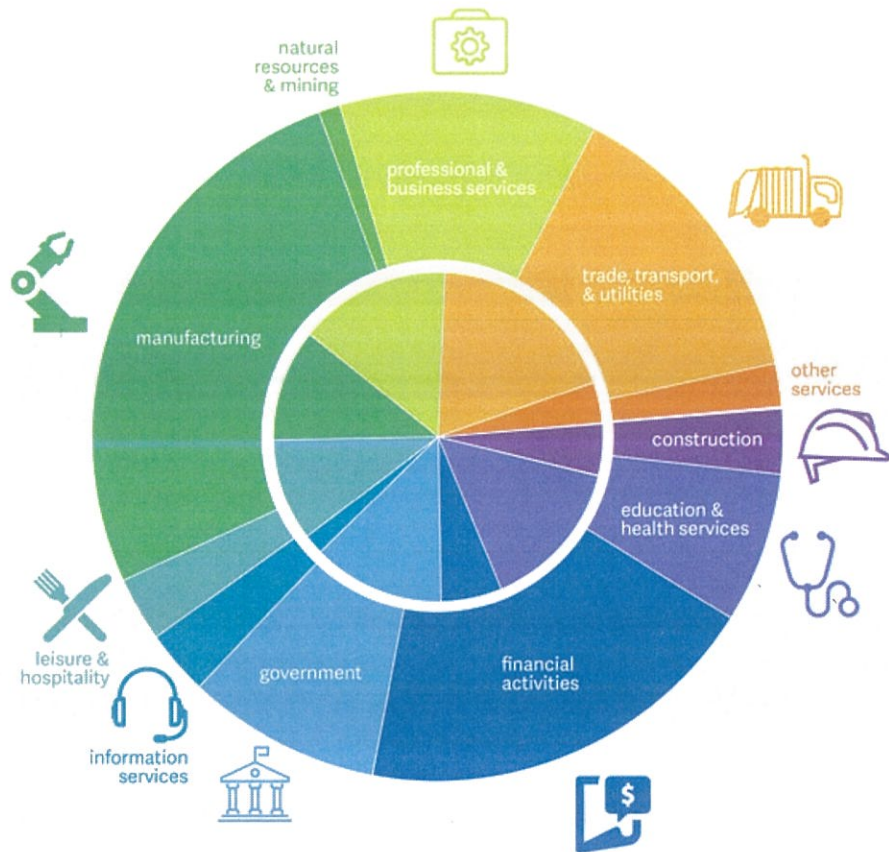 natural
resources
& mining
professional &
business services
trade, transport,
& utilities
other
services
construction
education &
health services
financial
activities
government
information
services
leisure &
hospitality
manufacturing
$